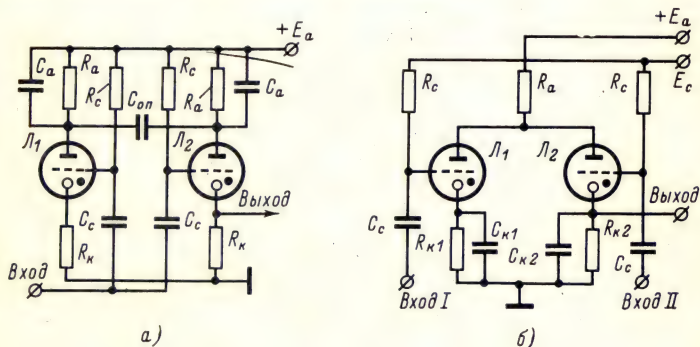 +Eа
Cа
Rа
Rс
Rс
Rа
Cа
Cоп
Л1
Л2
Выход
Cс
Cс
Rк
Rк
Вход
а)
+Eа
Eс
Rс
Rа
Rс
Л1
Л2
Выход
Cс
Rк1
Cк1
Cк2
Rк2
Cс
Вход I
Вход II
б)